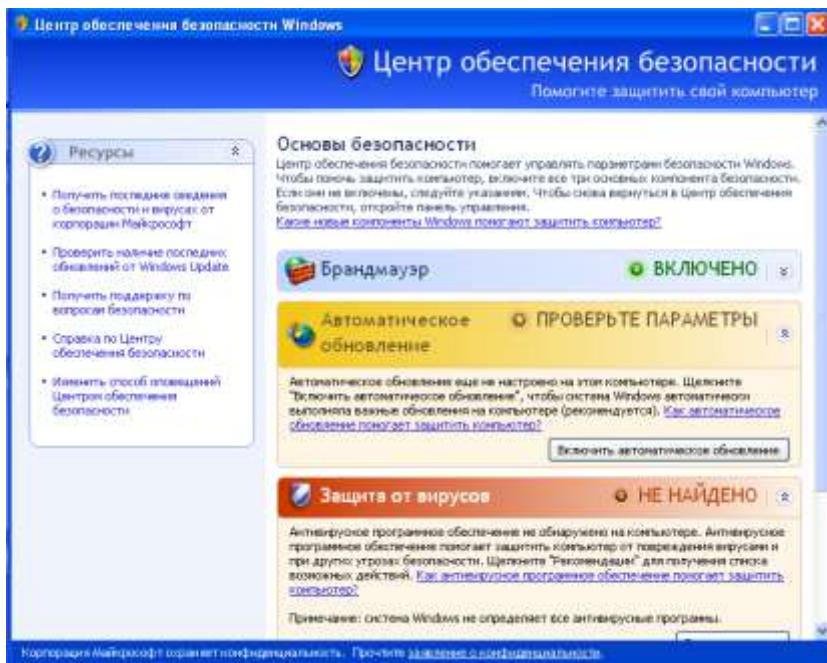 Центр обеспечения безопасности Windows
Центр обеспечения безопасности
Помогите защитить свой компьютер
Ресурсы
• Получить последние сведения
о безопасности и вирусах от
корпорации Майкрософт
• Проверить наличие последних
обновлений от Windows Update
• Получить поддержку по
вопросам безопасности
• Справка по Центру
обеспечения безопасности
• Изменить способ оповещений
Центром обеспечения
безопасности
Основы безопасности
Центр обеспечения безопасности помогает управлять параметрами безопасности Windows.
Чтобы помочь защитить компьютер, включите все три основных компонента безопасности.
Если они не включены, следуйте указаниям. Чтобы снова вернуться в Центр обеспечения
безопасности, откройте панель управления.
Какие новые компоненты Windows помогают защитить компьютер?
Брандмауэр
ВКЛЮЧЕНО
Автоматическое
обновление
ПРОВЕРЬТЕ ПАРАМЕТРЫ
Автоматическое обновление еще не настроено на этом компьютере. Щелкните
"Включить автоматическое обновление", чтобы система Windows автоматически
выполняла важные обновления на компьютере (рекомендуется). Как автоматическое
обновление помогает защитить компьютер?
Включить автоматическое обновление
Защита от вирусов
НЕ НАЙДЕНО
Антивирусное программное обеспечение не обнаружено на компьютере. Антивирусное
программное обеспечение помогает защитить компьютер от повреждения вирусами и
при других угрозах безопасности. Щелкните "Рекомендации" для получения списка
возможных действий. Как антивирусное программное обеспечение помогает защитить
компьютер?
Примечание: система Windows не определяет все антивирусные программы.
Корпорация Майкрософт охраняет конфиденциальность. Прочтите заявление о конфиденциальности.